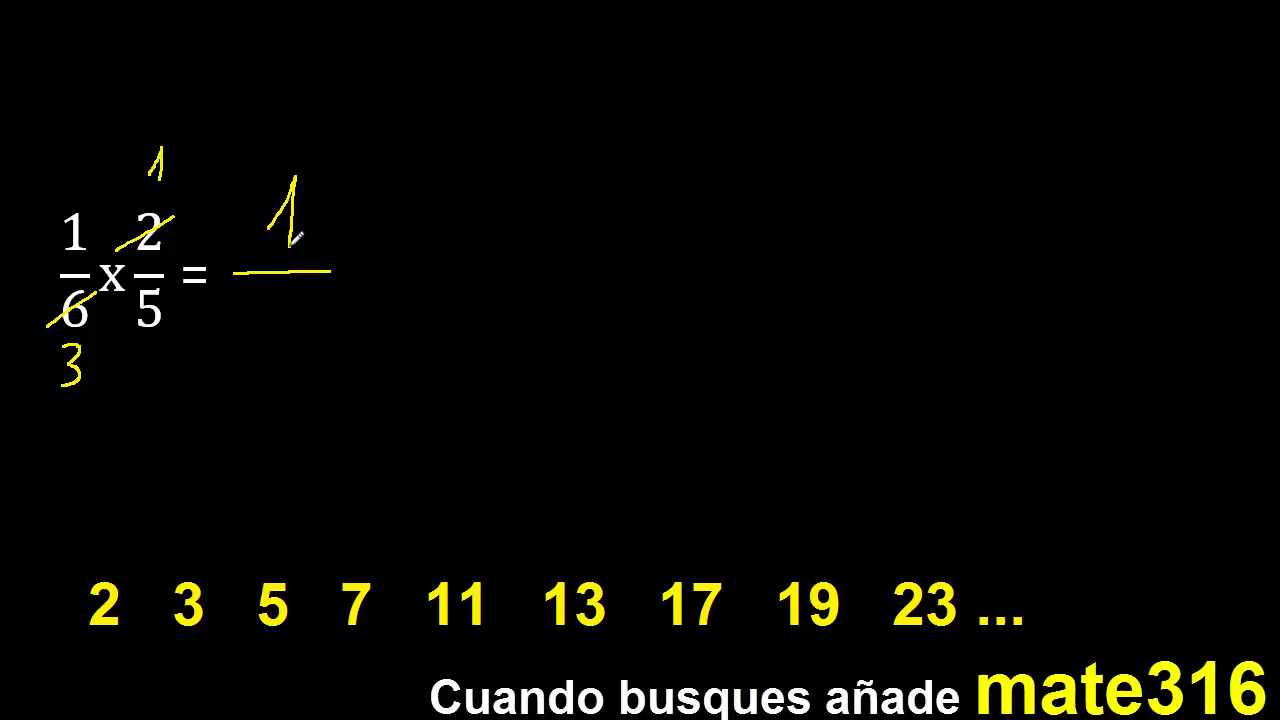 1
1 2 1
x =
6 5
3
2 3 5 7 11 13 17 19 23 ...
Cuando busques añade mate316